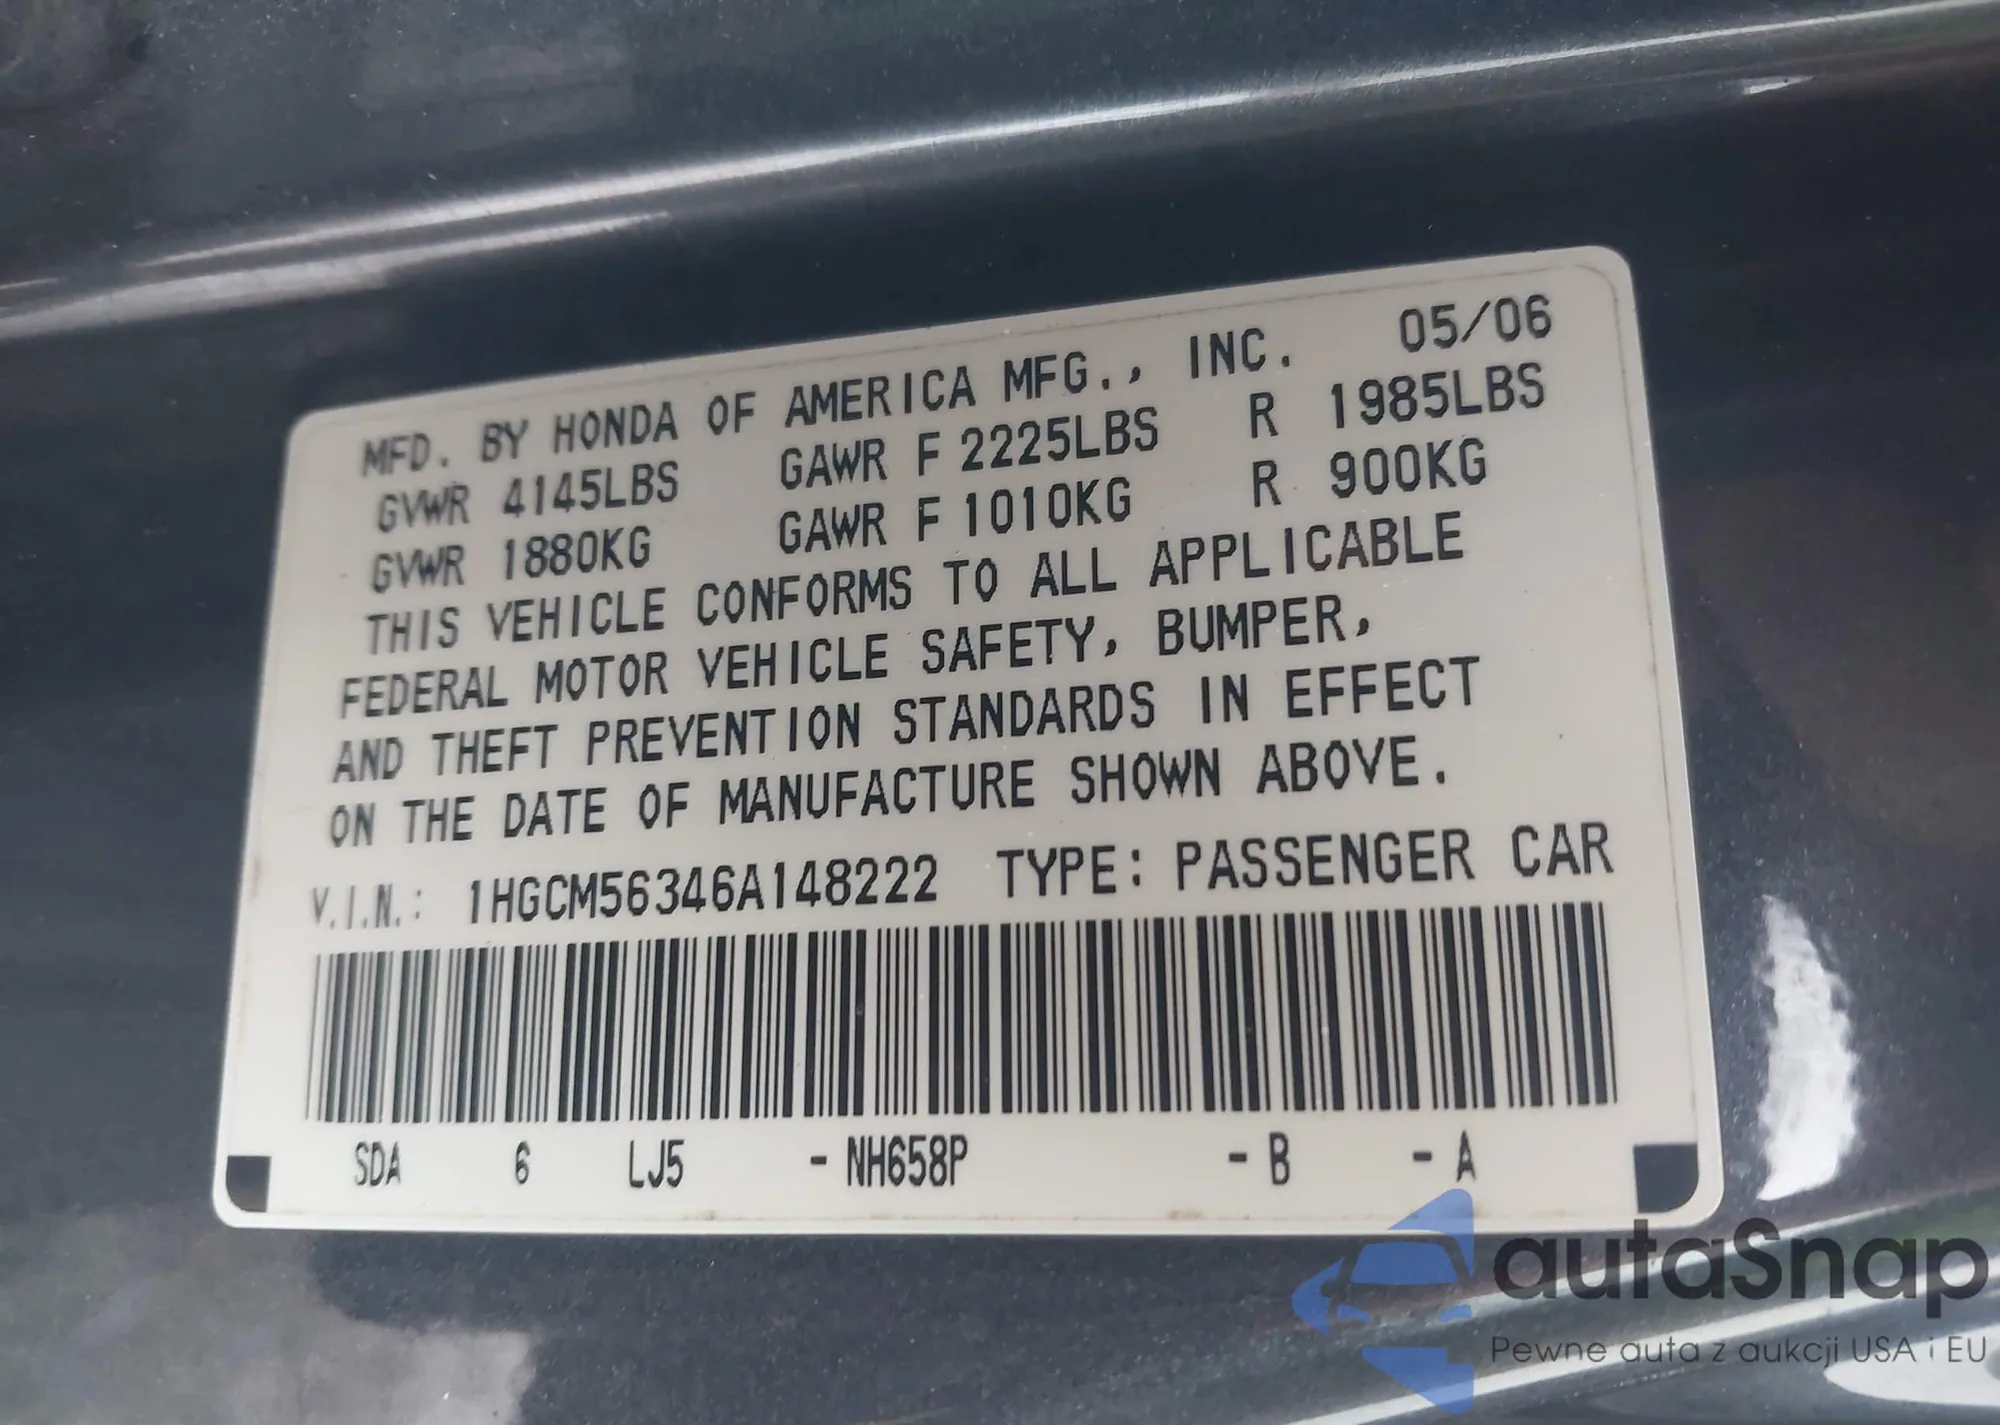 MFD. BY HONDA OF AMERICA MFG., INC. 05/06
GVWR 4145LBS GAWR F 2225LBS R 1985LBS
GVWR 1880KG GAWR F 1010KG R 900KG
THIS VEHICLE CONFORMS TO ALL APPLICABLE
FEDERAL MOTOR VEHICLE SAFETY, BUMPER,
AND THEFT PREVENTION STANDARDS IN EFFECT
ON THE DATE OF MANUFACTURE SHOWN ABOVE.
V.I.N.: 1HGCM56346A148222 TYPE: PASSENGER CAR
SDA 6 LJ5 - NH658P - B - A
autaSnap
Pewne auta z aukcji USA i EU